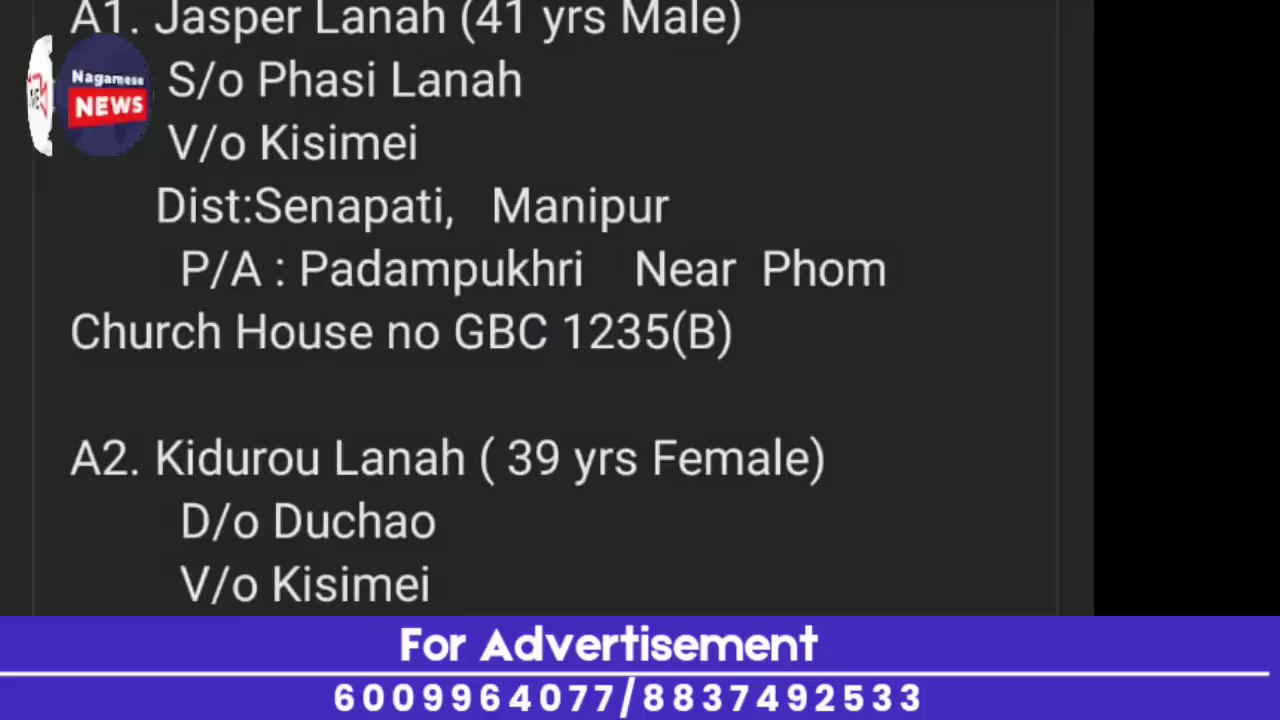 A1. Jasper Lanah (41 yrs Male)
S/o Phasi Lanah
V/o Kisimei
Dist:Senapati, Manipur
P/A : Padampukhri Near Phom
Church House no GBC 1235(B)
A2. Kidurou Lanah ( 39 yrs Female)
D/o Duchao
V/o Kisimei
Nagamese
NEWS
For Advertisement
6009964077/8837492533